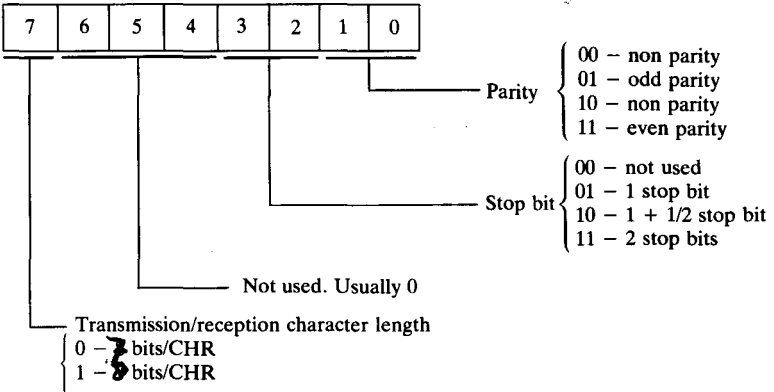 7 6 5 4 3 2 1 0
Parity
00 – non parity
01 – odd parity
10 – non parity
11 – even parity
Stop bit
00 – not used
01 – 1 stop bit
10 – 1 + 1/2 stop bit
11 – 2 stop bits
Not used. Usually 0
Transmission/reception character length
0 – 7 bits/CHR
1 – 8 bits/CHR